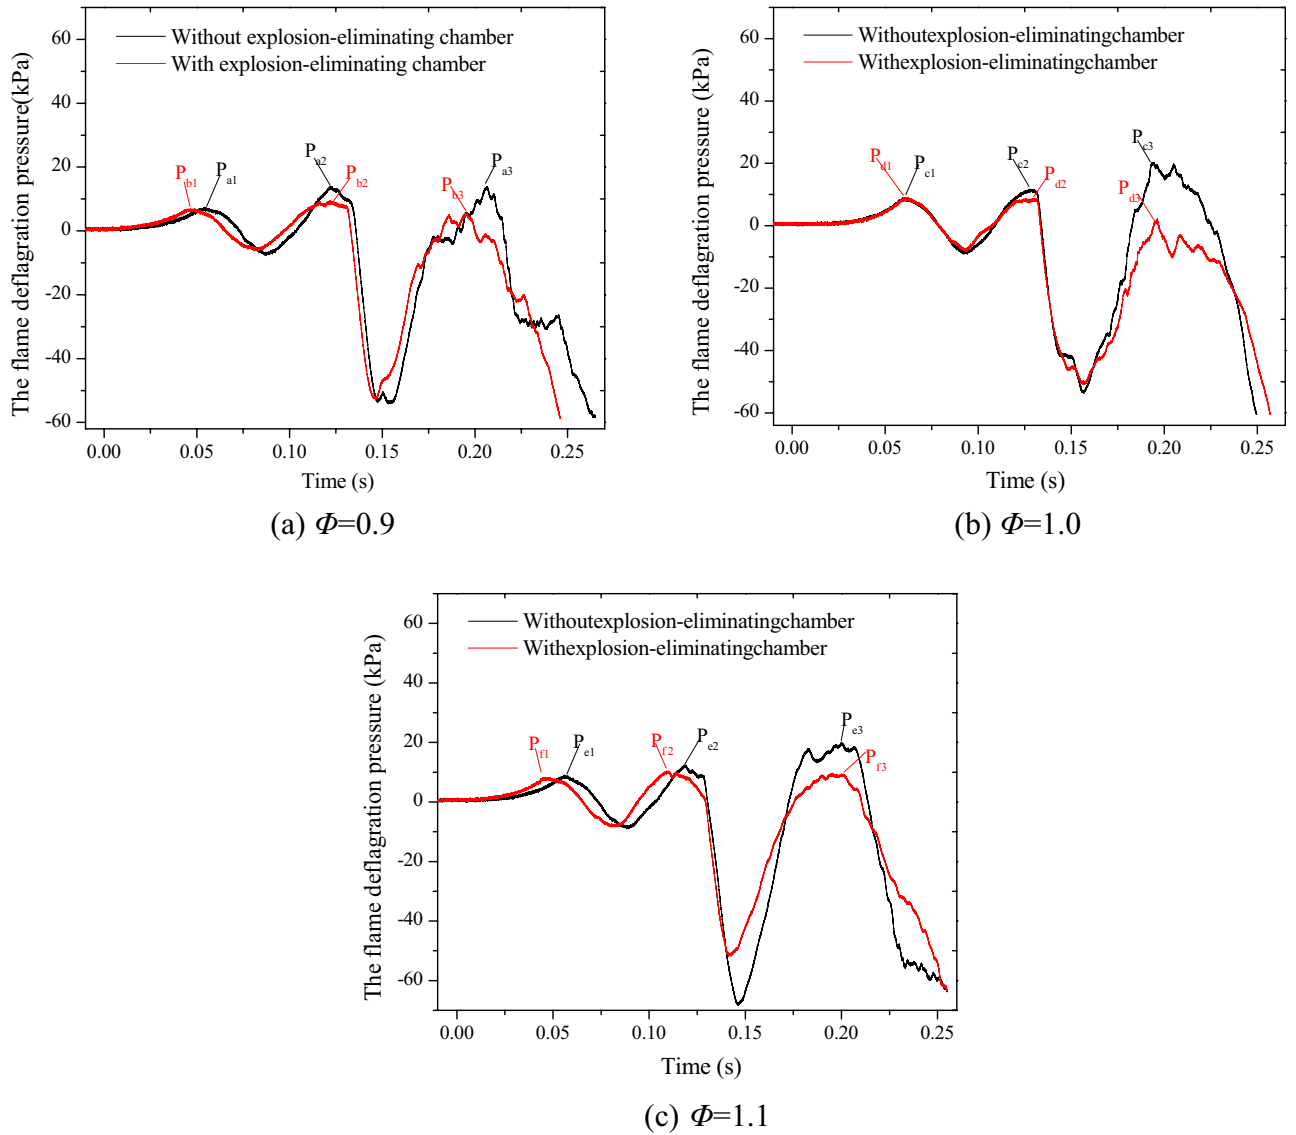 The flame deflagration pressure(kPa)
60
40
20
0
-20
-40
-60
Without explosion-eliminating chamber
With explosion-eliminating chamber
Pb1
Pa1
Pa2
Pb2
Pb3
Pa3
0.00 0.05 0.10 0.15 0.20 0.25
Time (s)
(a) Φ=0.9
The flame deflagration pressure (kPa)
60
40
20
0
-20
-40
-60
Withoutexplosion-eliminatingchamber
Withexplosion-eliminatingchamber
Pd1
Pc1
Pc2
Pd2
Pc3
Pd3
0.00 0.05 0.10 0.15 0.20 0.25
Time (s)
(b) Φ=1.0
The flame deflagration pressure (kPa)
60
40
20
0
-20
-40
-60
Withoutexplosion-eliminatingchamber
Withexplosion-eliminatingchamber
Pf1
Pe1
Pf2
Pe2
Pe3
Pf3
0.00 0.05 0.10 0.15 0.20 0.25
Time (s)
(c) Φ=1.1